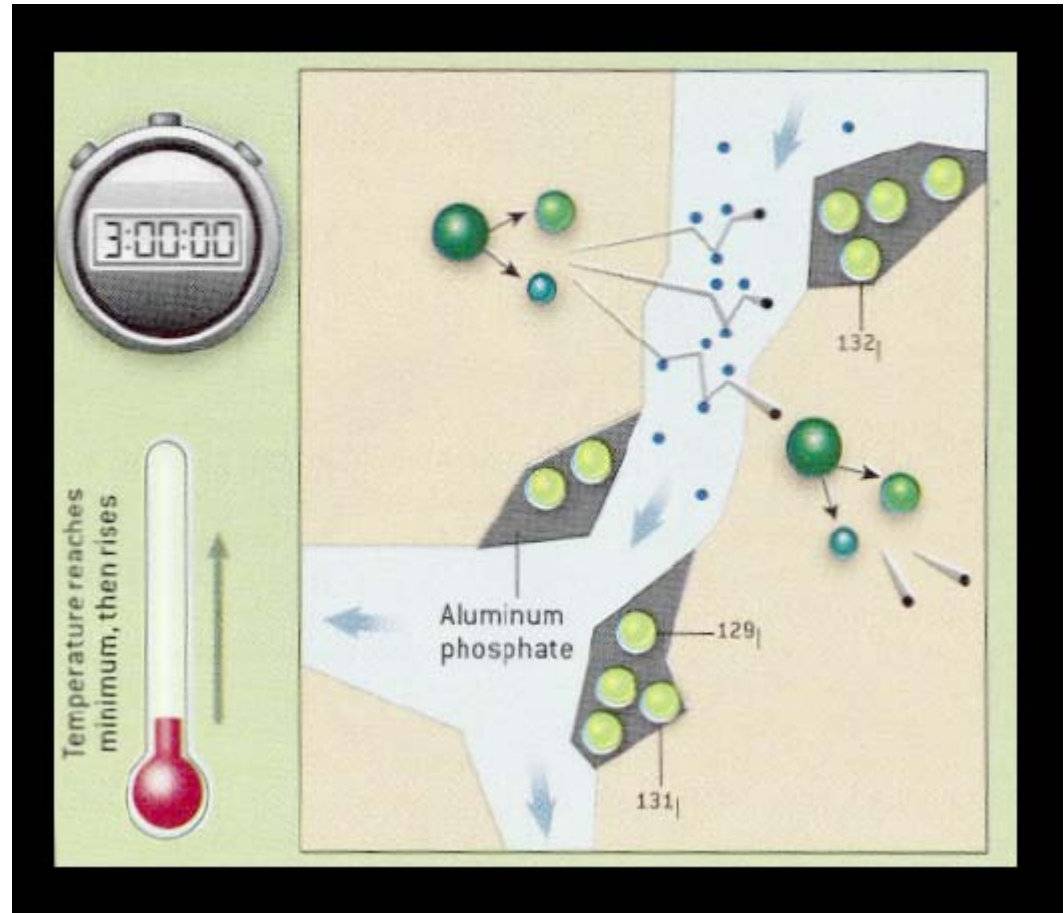 3:00:00
Temperature reaches
minimum, then rises
132I
Aluminum
phosphate
129I
131I